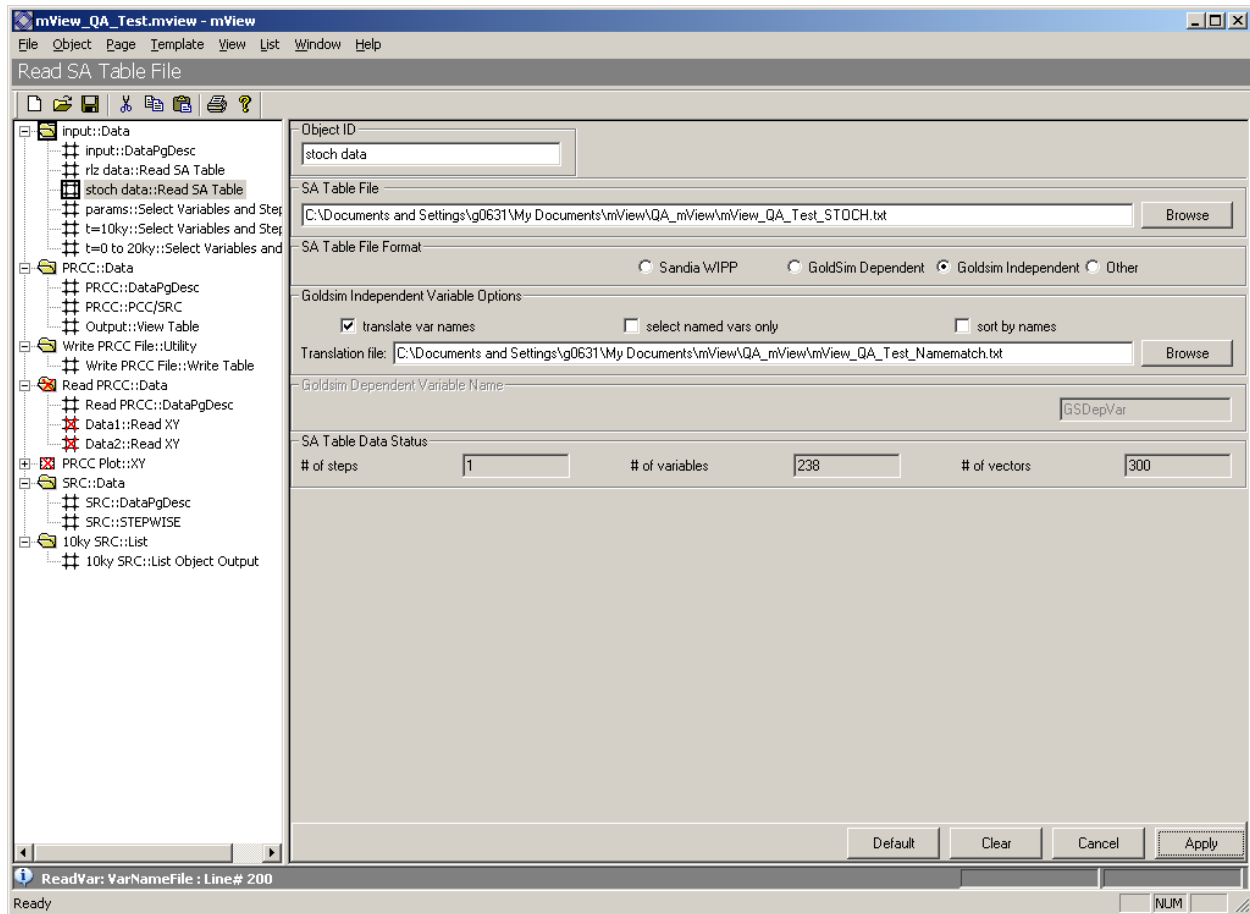 mView_QA_Test.mview - mView
File Object Page Template View List Window Help
Read SA Table File
input::Data
input::DataPgDesc
rlz data::Read SA Table
stoch data::Read SA Table
params::Select Variables and Step
t=10ky::Select Variables and Step
t=0 to 20ky::Select Variables and
PRCC::Data
PRCC::DataPgDesc
PRCC::PCC/SRC
Output::View Table
Write PRCC File::Utility
Write PRCC File::Write Table
Read PRCC::Data
Read PRCC::DataPgDesc
Data1::Read XY
Data2::Read XY
PRCC Plot::XY
SRC::Data
SRC::DataPgDesc
SRC::STEPWISE
10ky SRC::List
10ky SRC::List Object Output
Object ID
stoch data
SA Table File
C:\Documents and Settings\g0631\My Documents\mView\QA_mView\mView_QA_Test_STOCH.txt Browse
SA Table File Format
Sandia WIPP GoldSim Dependent Goldsim Independent Other
Goldsim Independent Variable Options
translate var names select named vars only sort by names
Translation file: C:\Documents and Settings\g0631\My Documents\mView\QA_mView\mView_QA_Test_Namematch.txt Browse
Goldsim Dependent Variable Name
GSDepVar
SA Table Data Status
# of steps 1 # of variables 238 # of vectors 300
Default Clear Cancel Apply
ReadVar: VarNameFile : Line# 200
Ready NUM